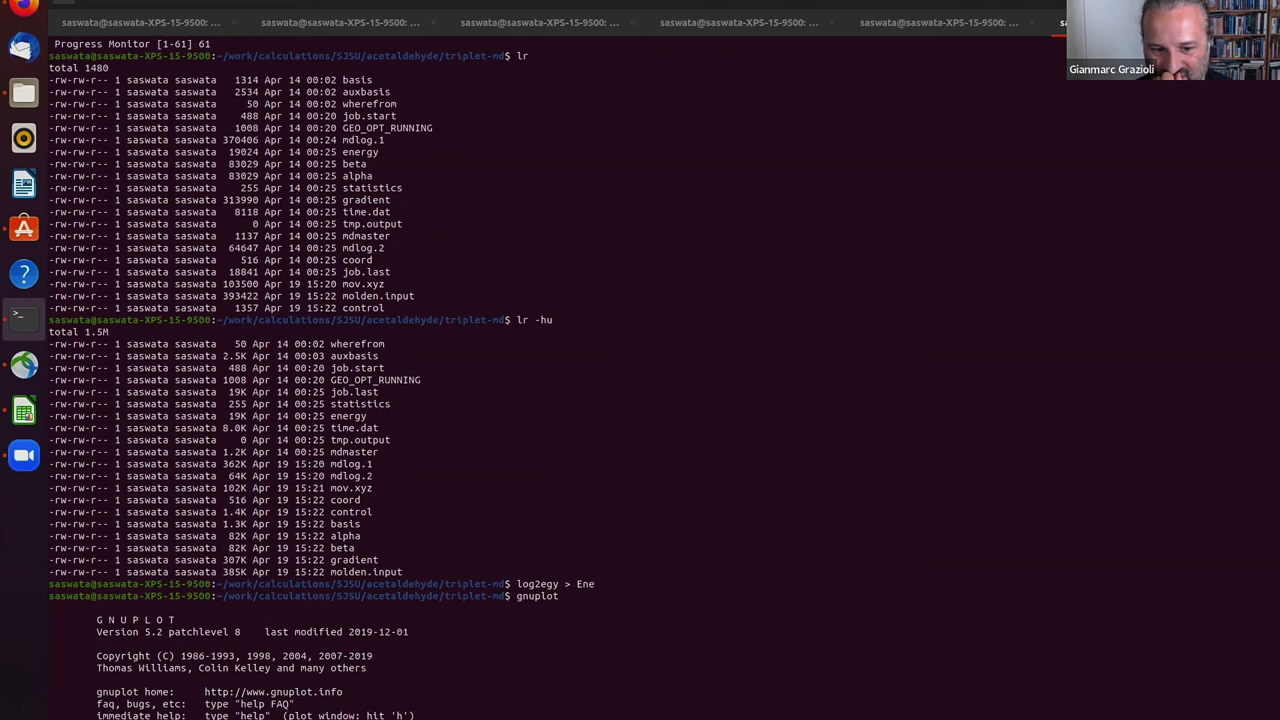 saswata@saswata-XPS-15-9500: ... × saswata@saswata-XPS-15-9500: ... × saswata@saswata-XPS-15-9500: ... × saswata@saswata-XPS-15-9500: ... × saswata@saswata-XPS-15-9500: ... ×
Gianmarc Grazioli
Progress Monitor [1-61] 61
saswata@saswata-XPS-15-9500:~/work/calculations/SJSU/acetaldehyde/triplet-md$ lr
total 1480
-rw-rw-r-- 1 saswata saswata 1314 Apr 14 00:02 basis
-rw-rw-r-- 1 saswata saswata 2534 Apr 14 00:02 auxbasis
-rw-rw-r-- 1 saswata saswata 50 Apr 14 00:02 wherefrom
-rw-rw-r-- 1 saswata saswata 488 Apr 14 00:20 job.start
-rw-rw-r-- 1 saswata saswata 1008 Apr 14 00:20 GEO_OPT_RUNNING
-rw-rw-r-- 1 saswata saswata 370406 Apr 14 00:24 mdlog.1
-rw-rw-r-- 1 saswata saswata 19024 Apr 14 00:25 energy
-rw-rw-r-- 1 saswata saswata 83029 Apr 14 00:25 beta
-rw-rw-r-- 1 saswata saswata 83029 Apr 14 00:25 alpha
-rw-rw-r-- 1 saswata saswata 255 Apr 14 00:25 statistics
-rw-rw-r-- 1 saswata saswata 313990 Apr 14 00:25 gradient
-rw-rw-r-- 1 saswata saswata 8118 Apr 14 00:25 time.dat
-rw-rw-r-- 1 saswata saswata 0 Apr 14 00:25 tmp.output
-rw-rw-r-- 1 saswata saswata 1137 Apr 14 00:25 mdmaster
-rw-rw-r-- 1 saswata saswata 64647 Apr 14 00:25 mdlog.2
-rw-rw-r-- 1 saswata saswata 516 Apr 14 00:25 coord
-rw-rw-r-- 1 saswata saswata 18841 Apr 14 00:25 job.last
-rw-rw-r-- 1 saswata saswata 103500 Apr 19 15:20 mov.xyz
-rw-rw-r-- 1 saswata saswata 393422 Apr 19 15:22 molden.input
-rw-rw-r-- 1 saswata saswata 1357 Apr 19 15:22 control
saswata@saswata-XPS-15-9500:~/work/calculations/SJSU/acetaldehyde/triplet-md$ lr -hu
total 1.5M
-rw-rw-r-- 1 saswata saswata 50 Apr 14 00:02 wherefrom
-rw-rw-r-- 1 saswata saswata 2.5K Apr 14 00:03 auxbasis
-rw-rw-r-- 1 saswata saswata 488 Apr 14 00:20 job.start
-rw-rw-r-- 1 saswata saswata 1008 Apr 14 00:20 GEO_OPT_RUNNING
-rw-rw-r-- 1 saswata saswata 19K Apr 14 00:25 job.last
-rw-rw-r-- 1 saswata saswata 255 Apr 14 00:25 statistics
-rw-rw-r-- 1 saswata saswata 19K Apr 14 00:25 energy
-rw-rw-r-- 1 saswata saswata 8.0K Apr 14 00:25 time.dat
-rw-rw-r-- 1 saswata saswata 0 Apr 14 00:25 tmp.output
-rw-rw-r-- 1 saswata saswata 1.2K Apr 14 00:25 mdmaster
-rw-rw-r-- 1 saswata saswata 362K Apr 19 15:20 mdlog.1
-rw-rw-r-- 1 saswata saswata 64K Apr 19 15:20 mdlog.2
-rw-rw-r-- 1 saswata saswata 102K Apr 19 15:21 mov.xyz
-rw-rw-r-- 1 saswata saswata 516 Apr 19 15:22 coord
-rw-rw-r-- 1 saswata saswata 1.4K Apr 19 15:22 control
-rw-rw-r-- 1 saswata saswata 1.3K Apr 19 15:22 basis
-rw-rw-r-- 1 saswata saswata 82K Apr 19 15:22 alpha
-rw-rw-r-- 1 saswata saswata 82K Apr 19 15:22 beta
-rw-rw-r-- 1 saswata saswata 307K Apr 19 15:22 gradient
-rw-rw-r-- 1 saswata saswata 385K Apr 19 15:22 molden.input
saswata@saswata-XPS-15-9500:~/work/calculations/SJSU/acetaldehyde/triplet-md$ log2egy > Ene
saswata@saswata-XPS-15-9500:~/work/calculations/SJSU/acetaldehyde/triplet-md$ gnuplot
G N U P L O T
Version 5.2 patchlevel 8 last modified 2019-12-01
Copyright (C) 1986-1993, 1998, 2004, 2007-2019
Thomas Williams, Colin Kelley and many others
gnuplot home: http://www.gnuplot.info
faq, bugs, etc: type "help FAQ"
immediate help: type "help" (plot window: hit 'h')